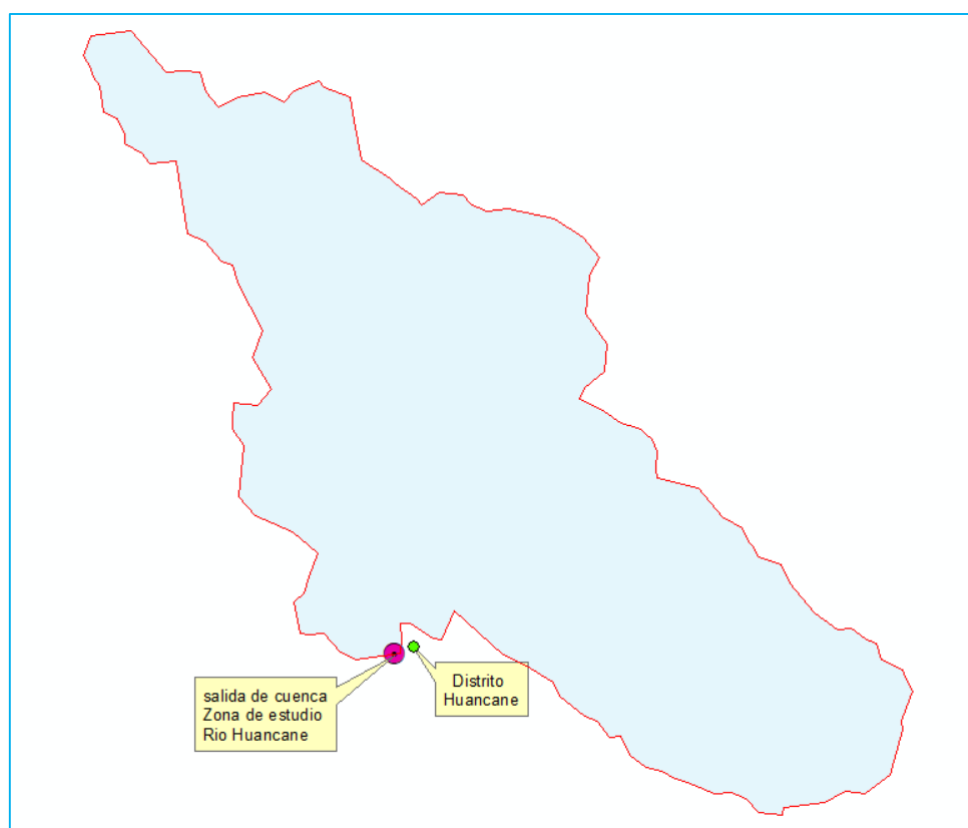 salida de cuenca
Zona de estudio
Rio Huancane
Distrito
Huancane